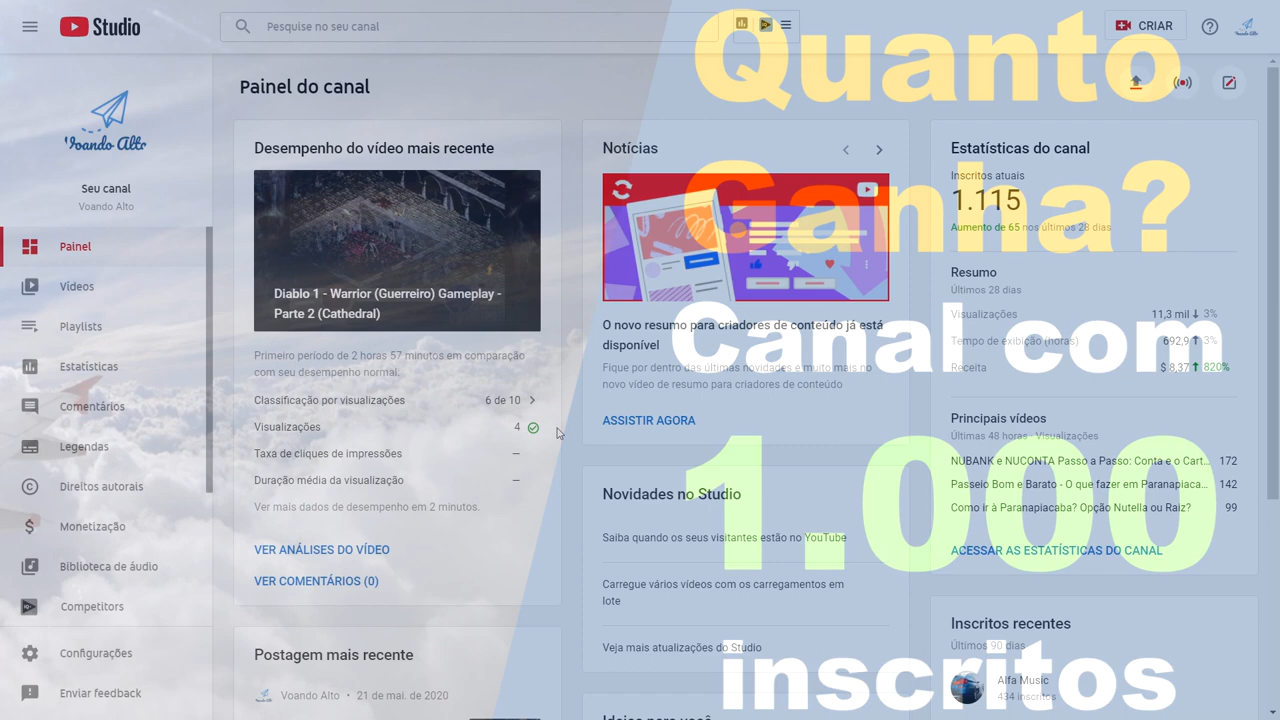 Studio
Pesquise no seu canal
CRIAR
Quanto
Ganha?
Canal com
1.000
inscritos
Voando Alto
Seu canal
Voando Alto
Painel
Vídeos
Playlists
Estatísticas
Comentários
Legendas
Direitos autorais
Monetização
Biblioteca de áudio
Competitors
Configurações
Enviar feedback
Painel do canal
Desempenho do vídeo mais recente
Diablo 1 - Warrior (Guerreiro) Gameplay -
Parte 2 (Cathedral)
Primeiro período de 2 horas 57 minutos em comparação
com seu desempenho normal.
Classificação por visualizações 6 de 10
Visualizações 4
Taxa de cliques de impressões –
Duração média da visualização –
Ver mais dados de desempenho em 2 minutos.
VER ANÁLISES DO VÍDEO
VER COMENTÁRIOS (0)
Postagem mais recente
Voando Alto • 21 de mai. de 2020
Notícias
O novo resumo para criadores de conteúdo já está
disponível
Fique por dentro das últimas novidades e muito mais no
novo vídeo de resumo para criadores de conteúdo
ASSISTIR AGORA
Novidades no Studio
Saiba quando os seus visitantes estão no YouTube
Carregue vários vídeos com os carregamentos em
lote
Veja mais atualizações do Studio
Ideias para você
Estatísticas do canal
Inscritos atuais
1.115
Aumento de 65 nos últimos 28 dias
Resumo
Últimos 28 dias
Visualizações 11,3 mil 3%
Tempo de exibição (horas) 692,9 3%
Receita $ 8,37 820%
Principais vídeos
Últimas 48 horas · Visualizações
NUBANK e NUCONTA Passo a Passo: Conta e o Cart... 172
Passeio Bom e Barato - O que fazer em Paranapiaca... 142
Como ir à Paranapiacaba? Opção Nutella ou Raiz? 99
ACESSAR AS ESTATÍSTICAS DO CANAL
Inscritos recentes
Últimos 90 dias
Alfa Music
434 inscritos